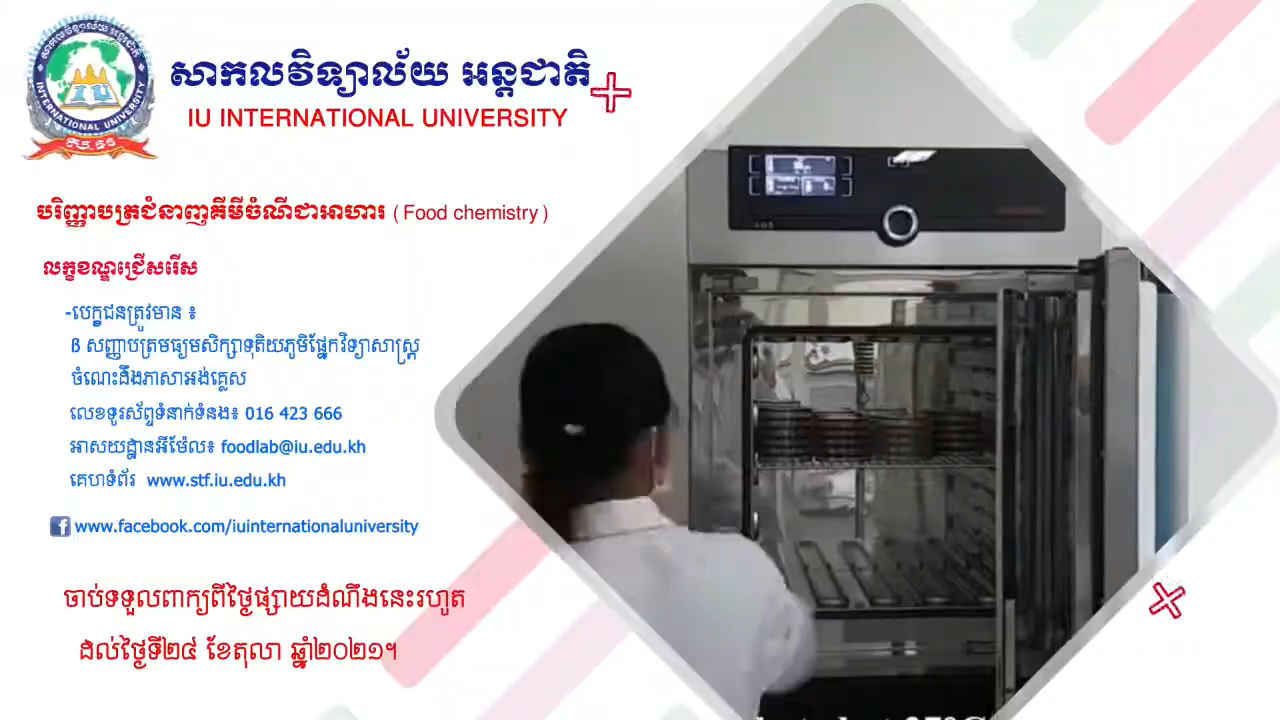 សាកលវិទ្យាល័យ អន្តជាតិ
IU INTERNATIONAL UNIVERSITY
INTERNATIONAL UNIVERSITY
បរិញ្ញាបត្រជំនាញគីមីចំណីជាអាហារ ( Food chemistry )
លក្ខខណ្ឌជ្រើសរើស
-បេក្ខជនត្រូវមាន ៖
ß សញ្ញាបត្រមធ្យមសិក្សាទុតិយភូមិផ្នែកវិទ្យាសាស្ត្រ
ចំណេះដឹងភាសាអង់គ្លេស
លេខទូរស័ព្ទទំនាក់ទំនង៖ 016 423 666
អាសយដ្ឋានអីម៉ែល៖ foodlab@iu.edu.kh
គេហទំព័រ www.stf.iu.edu.kh
www.facebook.com/iuinternationaluniversity
ចាប់ទទួលពាក្យពីថ្ងៃផ្សាយដំណឹងនេះរហូត
ដល់ថ្ងៃទី២៤ ខែតុលា ឆ្នាំ២០២១។